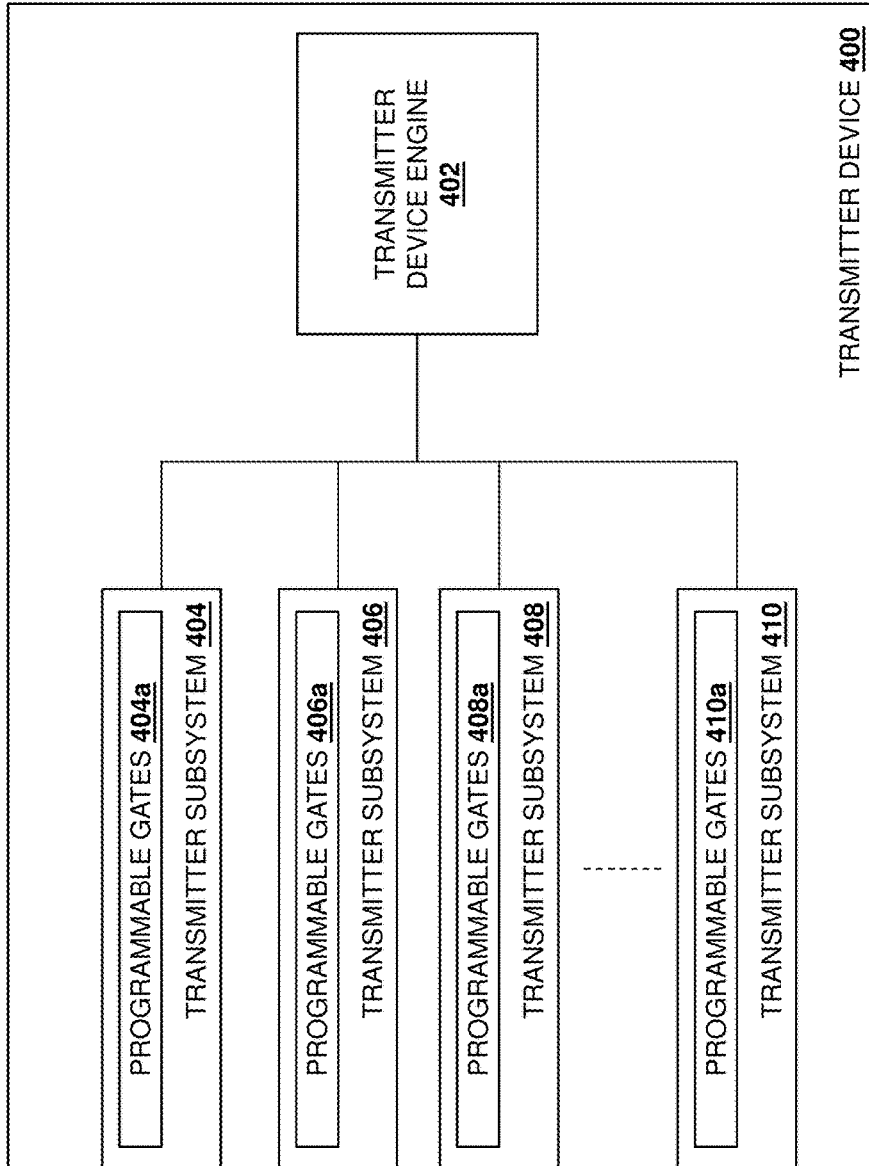 TRANSMITTER
DEVICE ENGINE
402
PROGRAMMABLE GATES 404a
TRANSMITTER SUBSYSTEM 404
PROGRAMMABLE GATES 406a
TRANSMITTER SUBSYSTEM 406
PROGRAMMABLE GATES 408a
TRANSMITTER SUBSYSTEM 408
PROGRAMMABLE GATES 410a
TRANSMITTER SUBSYSTEM 410
TRANSMITTER DEVICE 400